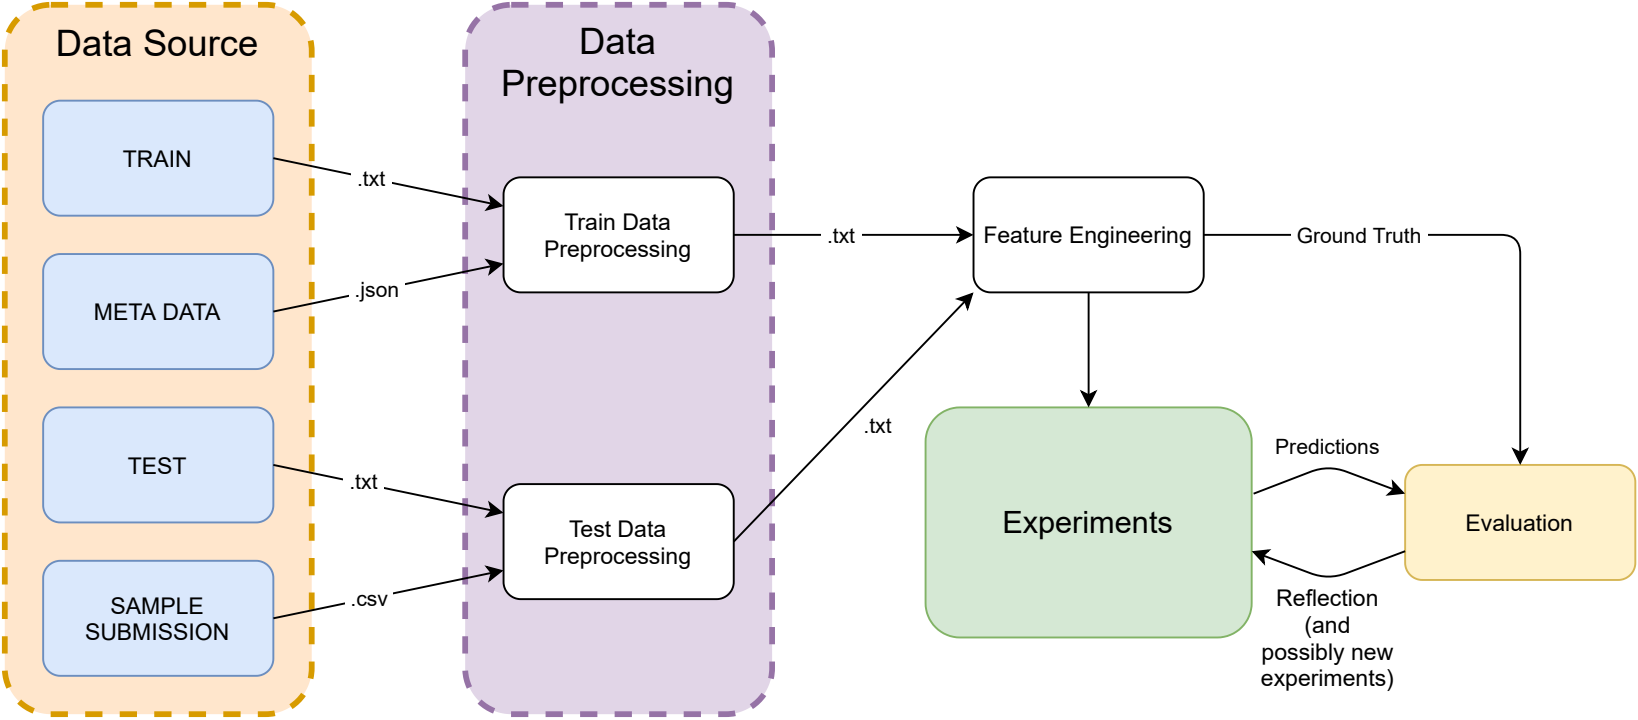 Data Source
TRAIN
META DATA
TEST
SAMPLE
SUBMISSION
.txt
.json
.txt
.csv
Data
Preprocessing
Train Data
Preprocessing
Test Data
Preprocessing
.txt
.txt
Feature Engineering
Ground Truth
Experiments
Predictions
Evaluation
Reflection
(and
possibly new
experiments)